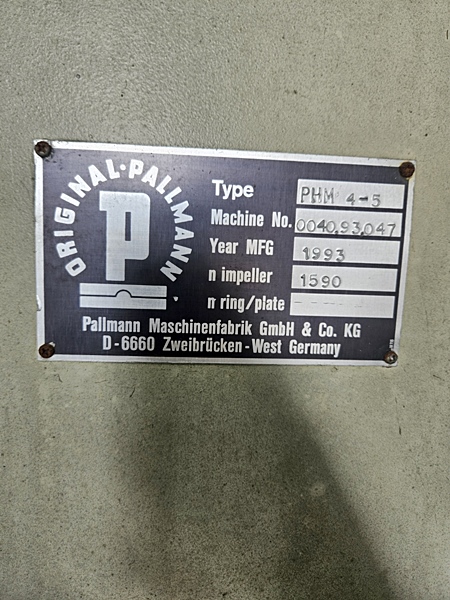 ORIGINAL·PALLMANN
P
Type PHM 4-5
Machine No. 0040.93.047
Year MFG 1993
n impeller 1590
n ring/plate - - - - -
Pallmann Maschinenfabrik GmbH & Co. KG
D-6660 Zweibrücken-West Germany